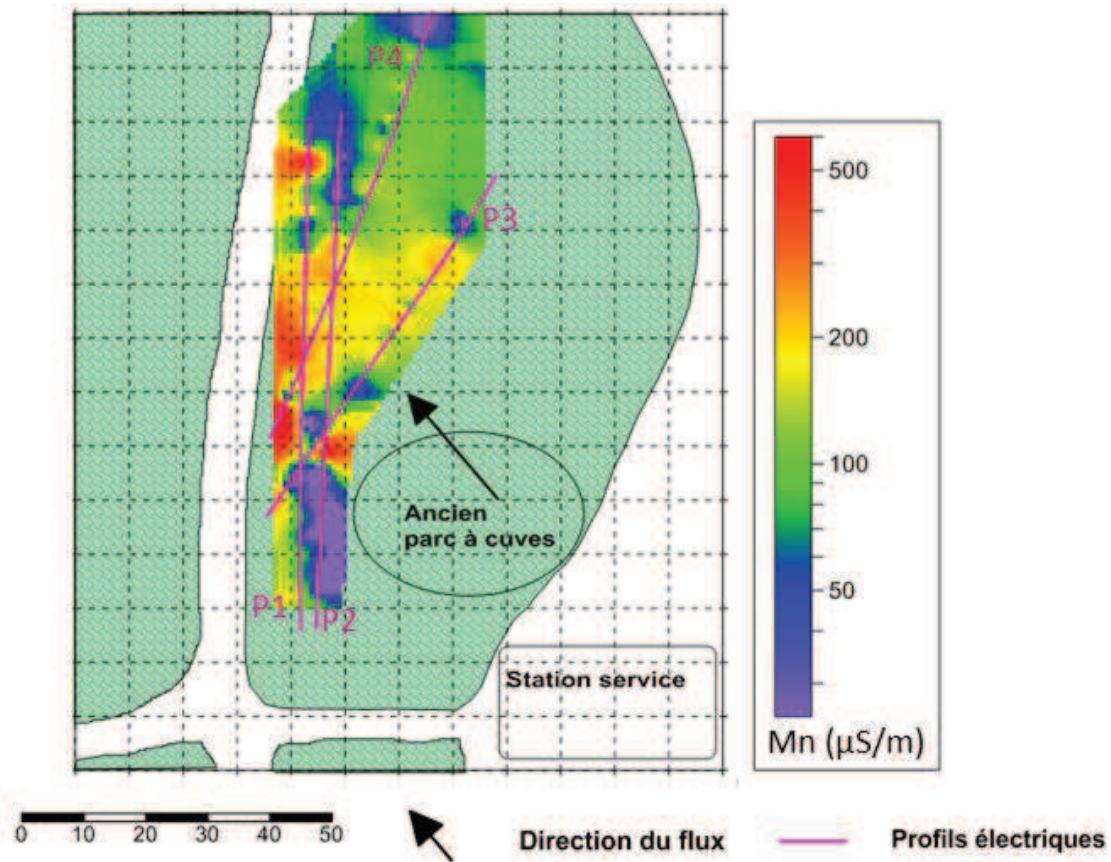 P4
P3
500
200
100
50
Mn (µS/m)
Ancien
parc à cuves
P1
P2
Station service
0 10 20 30 40 50
Direction du flux
Profils électriques